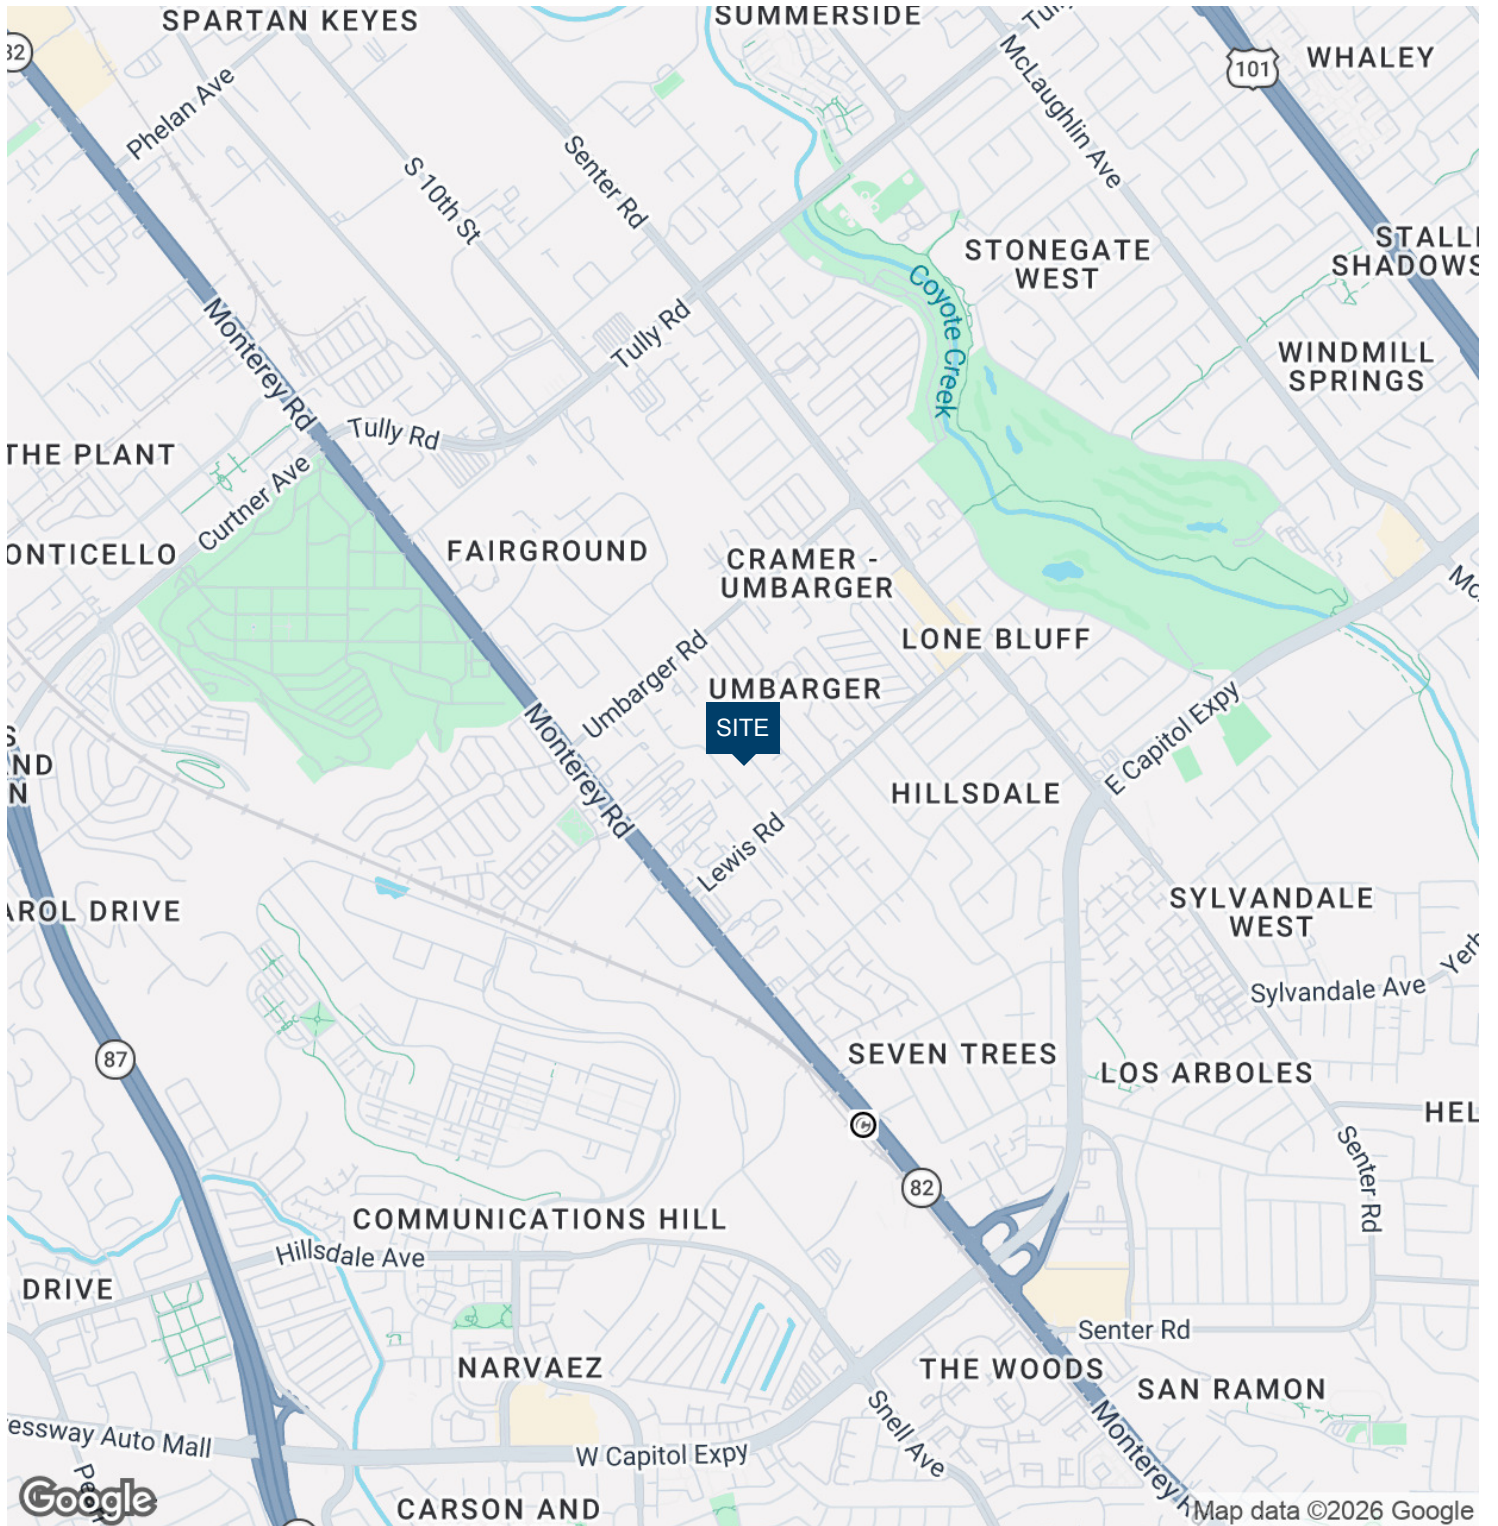 SPARTAN KEYES
SUMMERSIDE
WHALEY
82
101
Phelan Ave
McLaughlin Ave
Senter Rd
S 10th St
STONEGATE
WEST
Coyote Creek
Tully Rd
Monterey Rd
WINDMILL
SPRINGS
Tully Rd
THE PLANT
Curtner Ave
FAIRGROUND
CRAMER -
UMBARGER
LONE BLUFF
Umbarger Rd
UMBARGER
SITE
E Capitol Expy
Monterey Rd
HILLSDALE
Lewis Rd
SYLVANDALE
WEST
Sylvandale Ave
87
SEVEN TREES
LOS ARBOLES
82
Senter Rd
COMMUNICATIONS HILL
Hillsdale Ave
DRIVE
Senter Rd
NARVAEZ
THE WOODS
SAN RAMON
Snell Ave
Monterey
Auto Mall
W Capitol Expy
CARSON AND
Google
Map data ©2026 Google